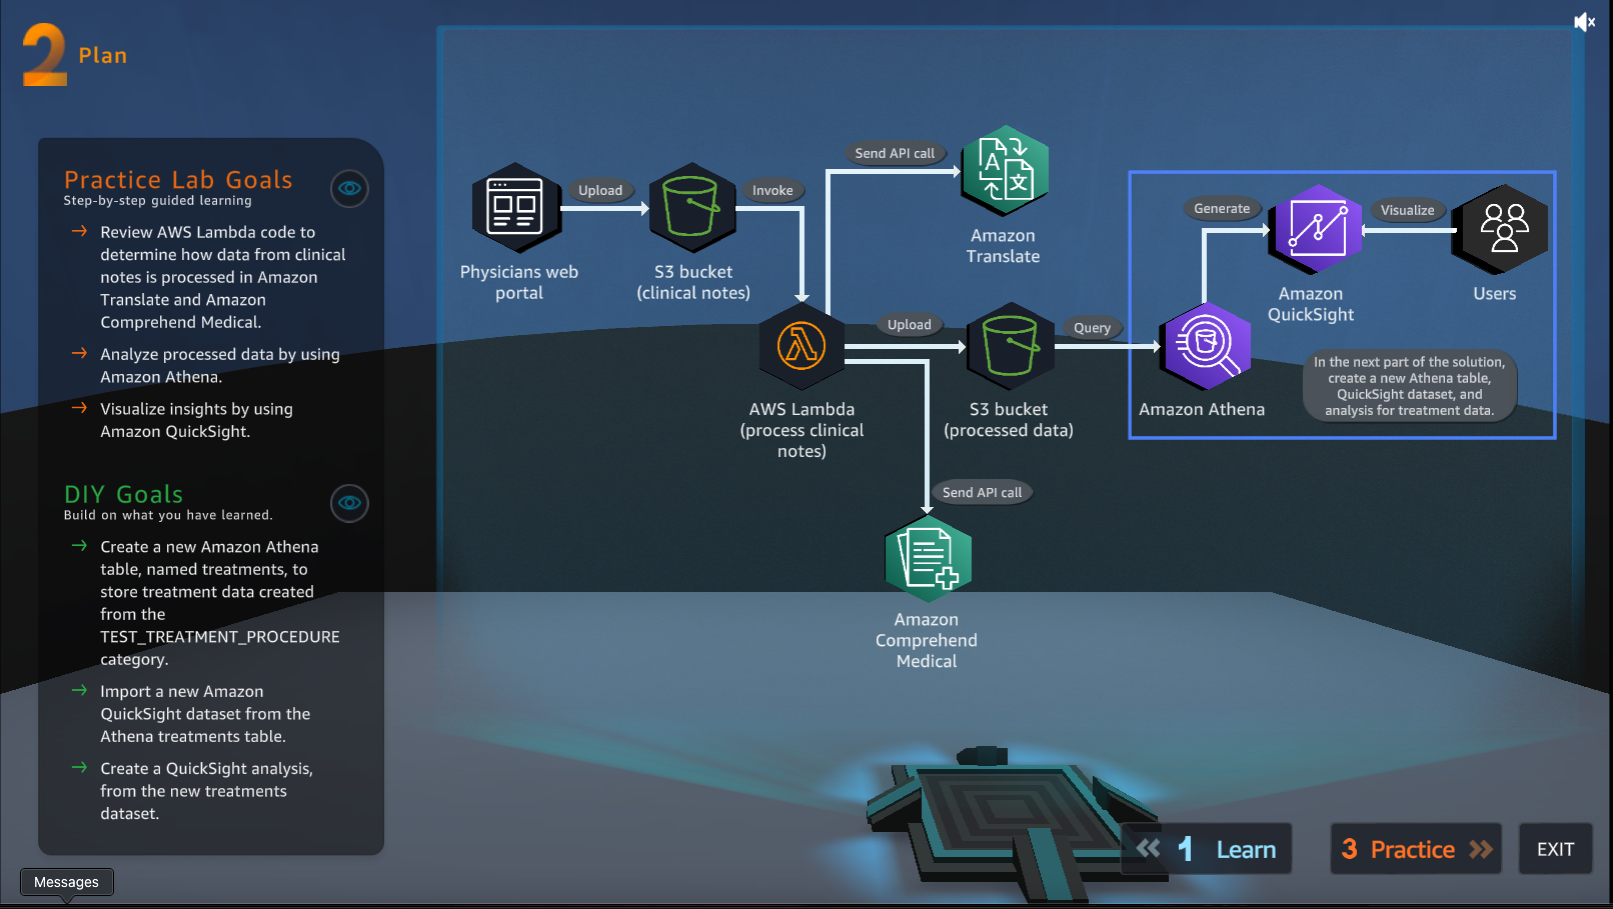 2 Plan
Practice Lab Goals
Step-by-step guided learning
→ Review AWS Lambda code to
determine how data from clinical
notes is processed in Amazon
Translate and Amazon
Comprehend Medical.
→ Analyze processed data by using
Amazon Athena.
→ Visualize insights by using
Amazon QuickSight.
DIY Goals
Build on what you have learned.
→ Create a new Amazon Athena
table, named treatments, to
store treatment data created
from the
TEST_TREATMENT_PROCEDURE
category.
→ Import a new Amazon
QuickSight dataset from the
Athena treatments table.
→ Create a QuickSight analysis,
from the new treatments
dataset.
Messages
Physicians web
portal
Upload
S3 bucket
(clinical notes)
Invoke
AWS Lambda
(process clinical
notes)
Send API call
A
文
Amazon
Translate
Upload
S3 bucket
(processed data)
Send API call
Amazon
Comprehend
Medical
Query
Amazon Athena
Generate
Amazon
QuickSight
Visualize
Users
In the next part of the solution,
create a new Athena table,
QuickSight dataset, and
analysis for treatment data.
1 Learn
3 Practice
EXIT